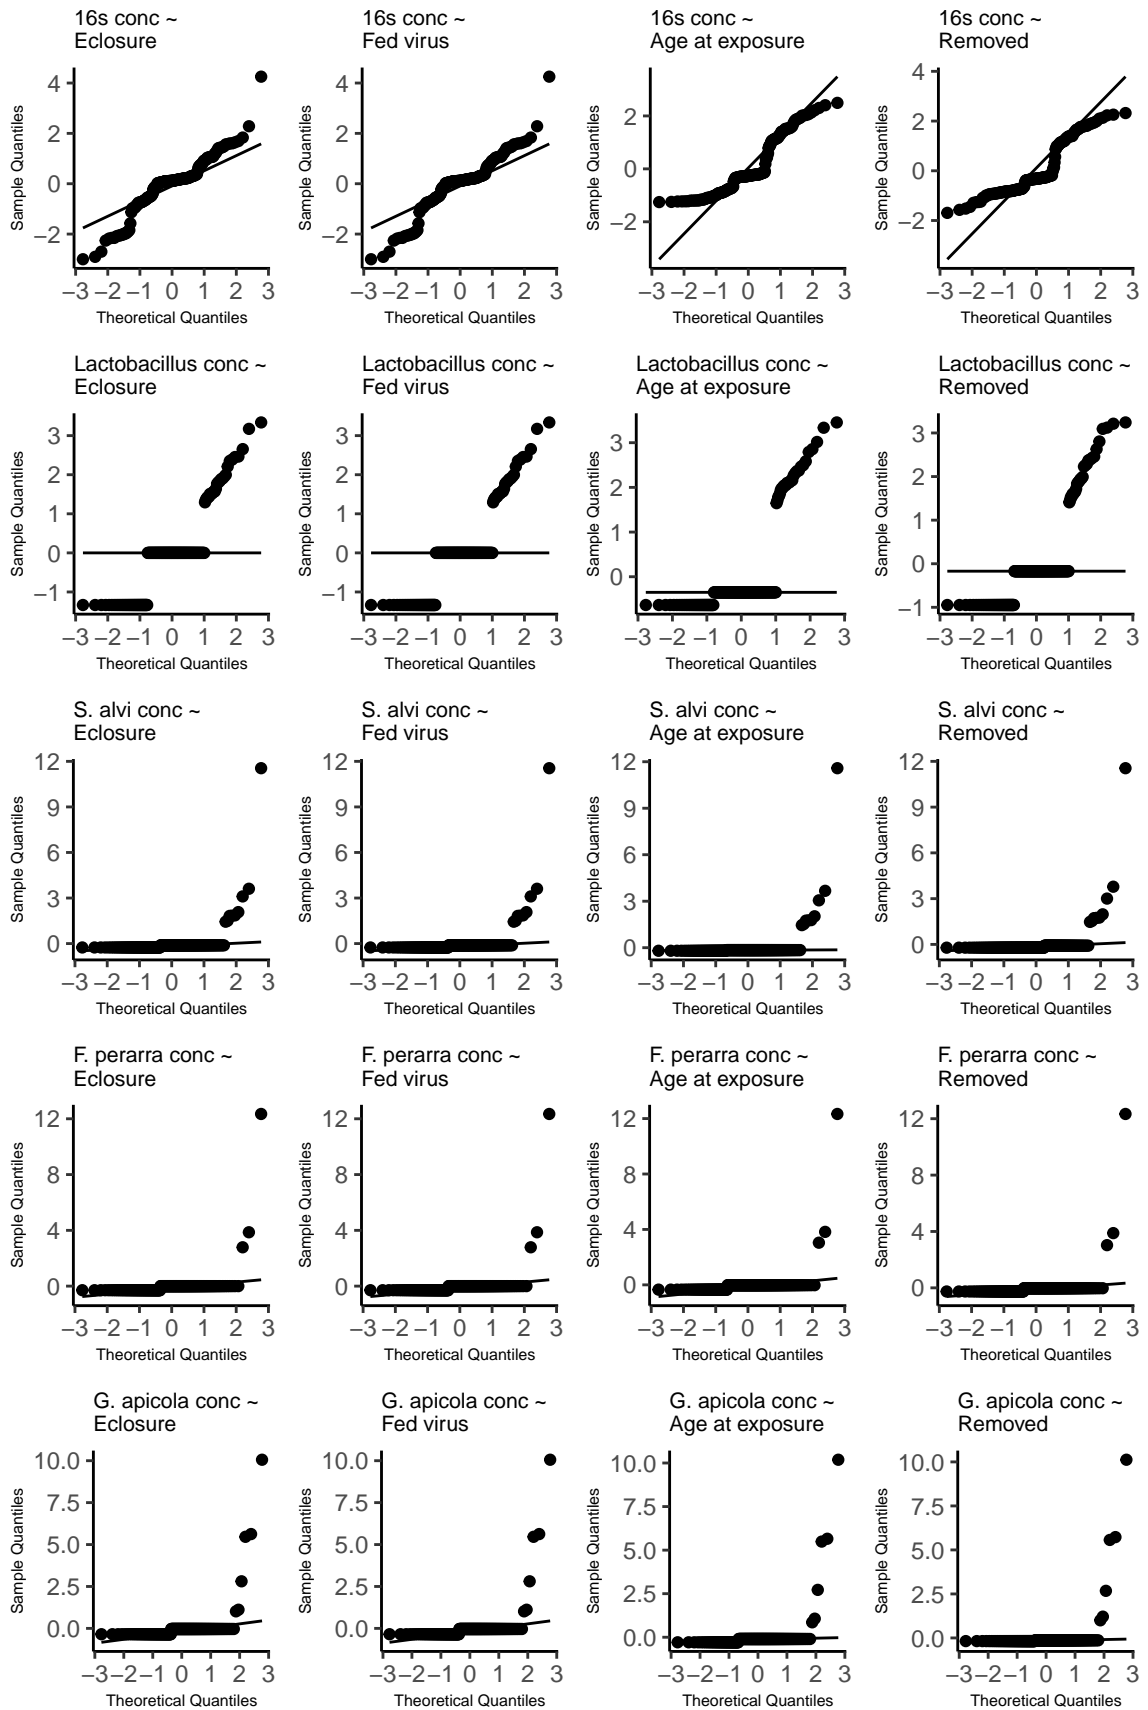 16s conc ~
Eclosure
Sample Quantiles
4
2
0
−2
−3 −2 −1 0 1 2 3
Theoretical Quantiles
16s conc ~
Fed virus
Sample Quantiles
4
2
0
−2
−3 −2 −1 0 1 2 3
Theoretical Quantiles
16s conc ~
Age at exposure
Sample Quantiles
2
0
−2
−3 −2 −1 0 1 2 3
Theoretical Quantiles
16s conc ~
Removed
Sample Quantiles
4
2
0
−2
−3 −2 −1 0 1 2 3
Theoretical Quantiles
Lactobacillus conc ~
Eclosure
Sample Quantiles
3
2
1
0
−1
−3 −2 −1 0 1 2 3
Theoretical Quantiles
Lactobacillus conc ~
Fed virus
Sample Quantiles
3
2
1
0
−1
−3 −2 −1 0 1 2 3
Theoretical Quantiles
Lactobacillus conc ~
Age at exposure
Sample Quantiles
3
2
1
0
−3 −2 −1 0 1 2 3
Theoretical Quantiles
Lactobacillus conc ~
Removed
Sample Quantiles
3
2
1
0
−1
−3 −2 −1 0 1 2 3
Theoretical Quantiles
S. alvi conc ~
Eclosure
Sample Quantiles
12
9
6
3
0
−3 −2 −1 0 1 2 3
Theoretical Quantiles
S. alvi conc ~
Fed virus
Sample Quantiles
12
9
6
3
0
−3 −2 −1 0 1 2 3
Theoretical Quantiles
S. alvi conc ~
Age at exposure
Sample Quantiles
12
9
6
3
0
−3 −2 −1 0 1 2 3
Theoretical Quantiles
S. alvi conc ~
Removed
Sample Quantiles
12
9
6
3
0
−3 −2 −1 0 1 2 3
Theoretical Quantiles
F. perarra conc ~
Eclosure
Sample Quantiles
12
8
4
0
−3 −2 −1 0 1 2 3
Theoretical Quantiles
F. perarra conc ~
Fed virus
Sample Quantiles
12
8
4
0
−3 −2 −1 0 1 2 3
Theoretical Quantiles
F. perarra conc ~
Age at exposure
Sample Quantiles
12
8
4
0
−3 −2 −1 0 1 2 3
Theoretical Quantiles
F. perarra conc ~
Removed
Sample Quantiles
12
8
4
0
−3 −2 −1 0 1 2 3
Theoretical Quantiles
G. apicola conc ~
Eclosure
Sample Quantiles
10.0
7.5
5.0
2.5
0.0
−3 −2 −1 0 1 2 3
Theoretical Quantiles
G. apicola conc ~
Fed virus
Sample Quantiles
10.0
7.5
5.0
2.5
0.0
−3 −2 −1 0 1 2 3
Theoretical Quantiles
G. apicola conc ~
Age at exposure
Sample Quantiles
10.0
7.5
5.0
2.5
0.0
−3 −2 −1 0 1 2 3
Theoretical Quantiles
G. apicola conc ~
Removed
Sample Quantiles
10.0
7.5
5.0
2.5
0.0
−3 −2 −1 0 1 2 3
Theoretical Quantiles